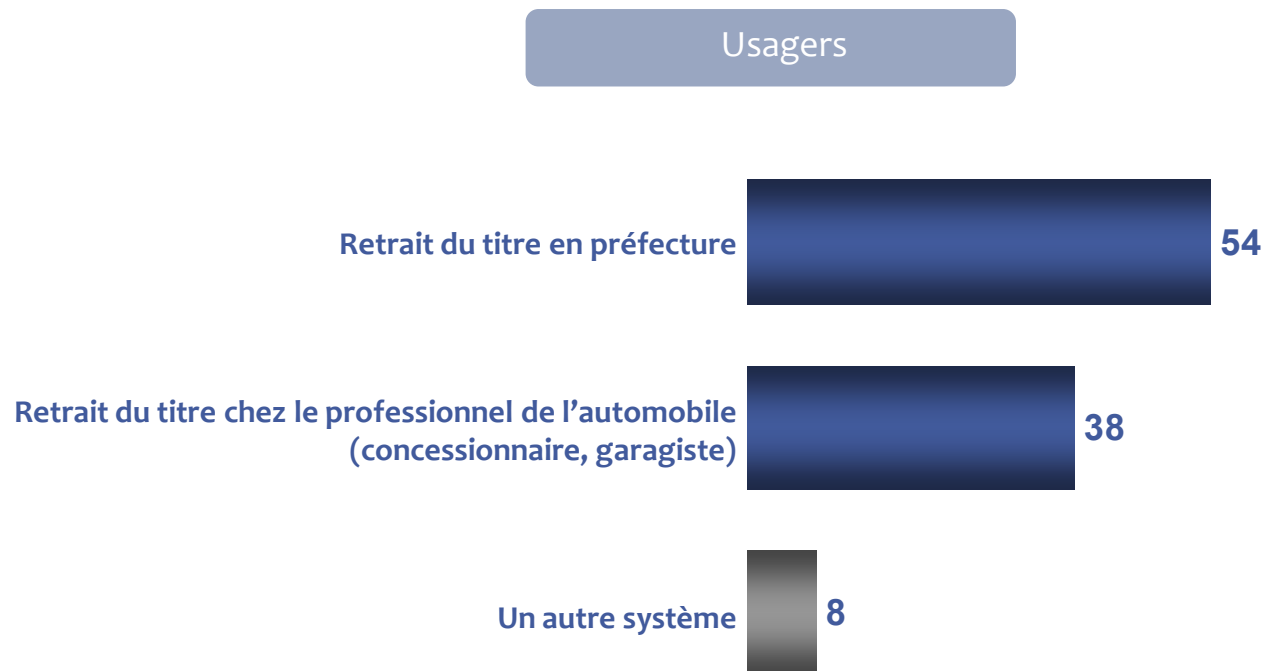 Usagers
Retrait du titre en préfecture
54
Retrait du titre chez le professionnel de l’automobile
(concessionnaire, garagiste)
38
Un autre système
8